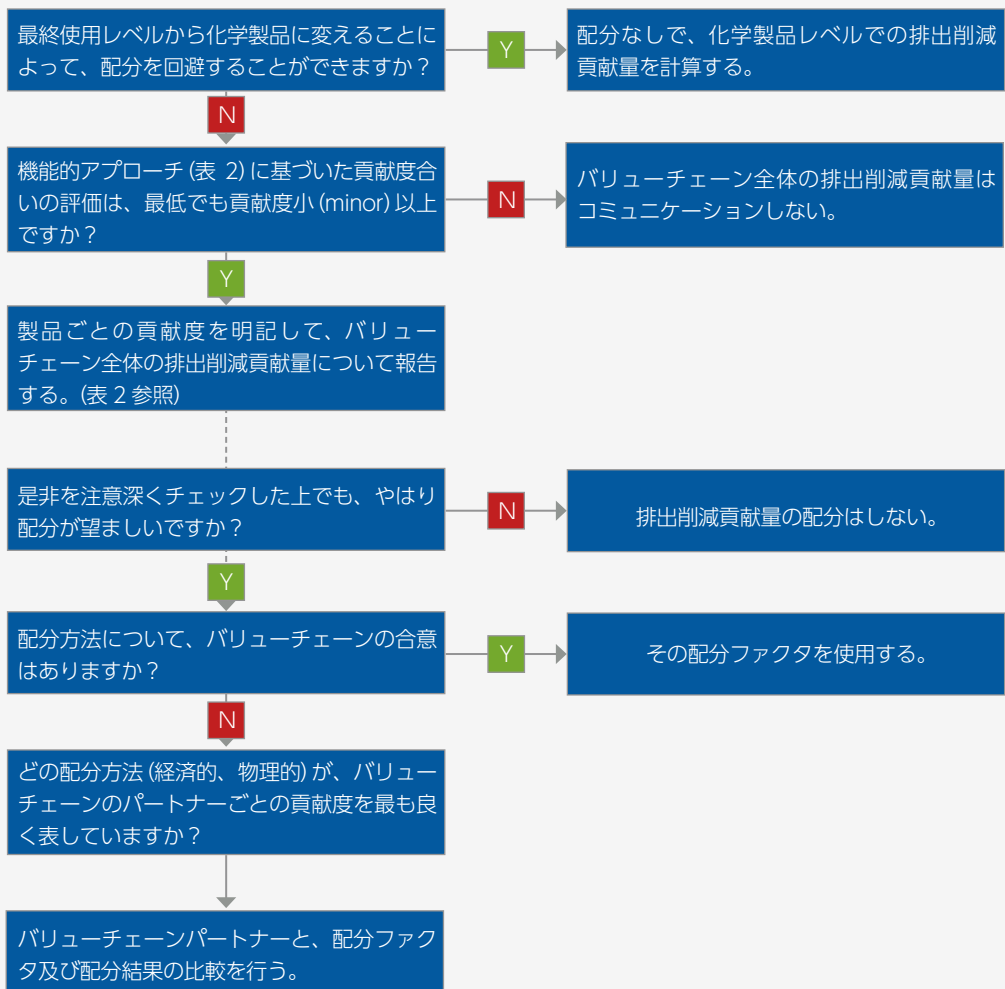 最終使用レベルから化学製品に変えることに
よって、配分を回避することができますか？
Y
配分なしで、化学製品レベルでの排出削減
貢献量を計算する。
N
機能的アプローチ(表 2)に基づいた貢献度合
いの評価は、最低でも貢献度小(minor)以上
ですか？
N
バリューチェーン全体の排出削減貢献量は
コミュニケーションしない。
Y
製品ごとの貢献度を明記して、バリュー
チェーン全体の排出削減貢献量について報告
する。(表 2 参照)
是非を注意深くチェックした上でも、やはり
配分が望ましいですか？
N
排出削減貢献量の配分はしない。
Y
配分方法について、バリューチェーンの合意
はありますか？
Y
その配分ファクタを使用する。
N
どの配分方法(経済的、物理的)が、バリュー
チェーンのパートナーごとの貢献度を最も良
く表していますか？
バリューチェーンパートナーと、配分ファク
タ及び配分結果の比較を行う。